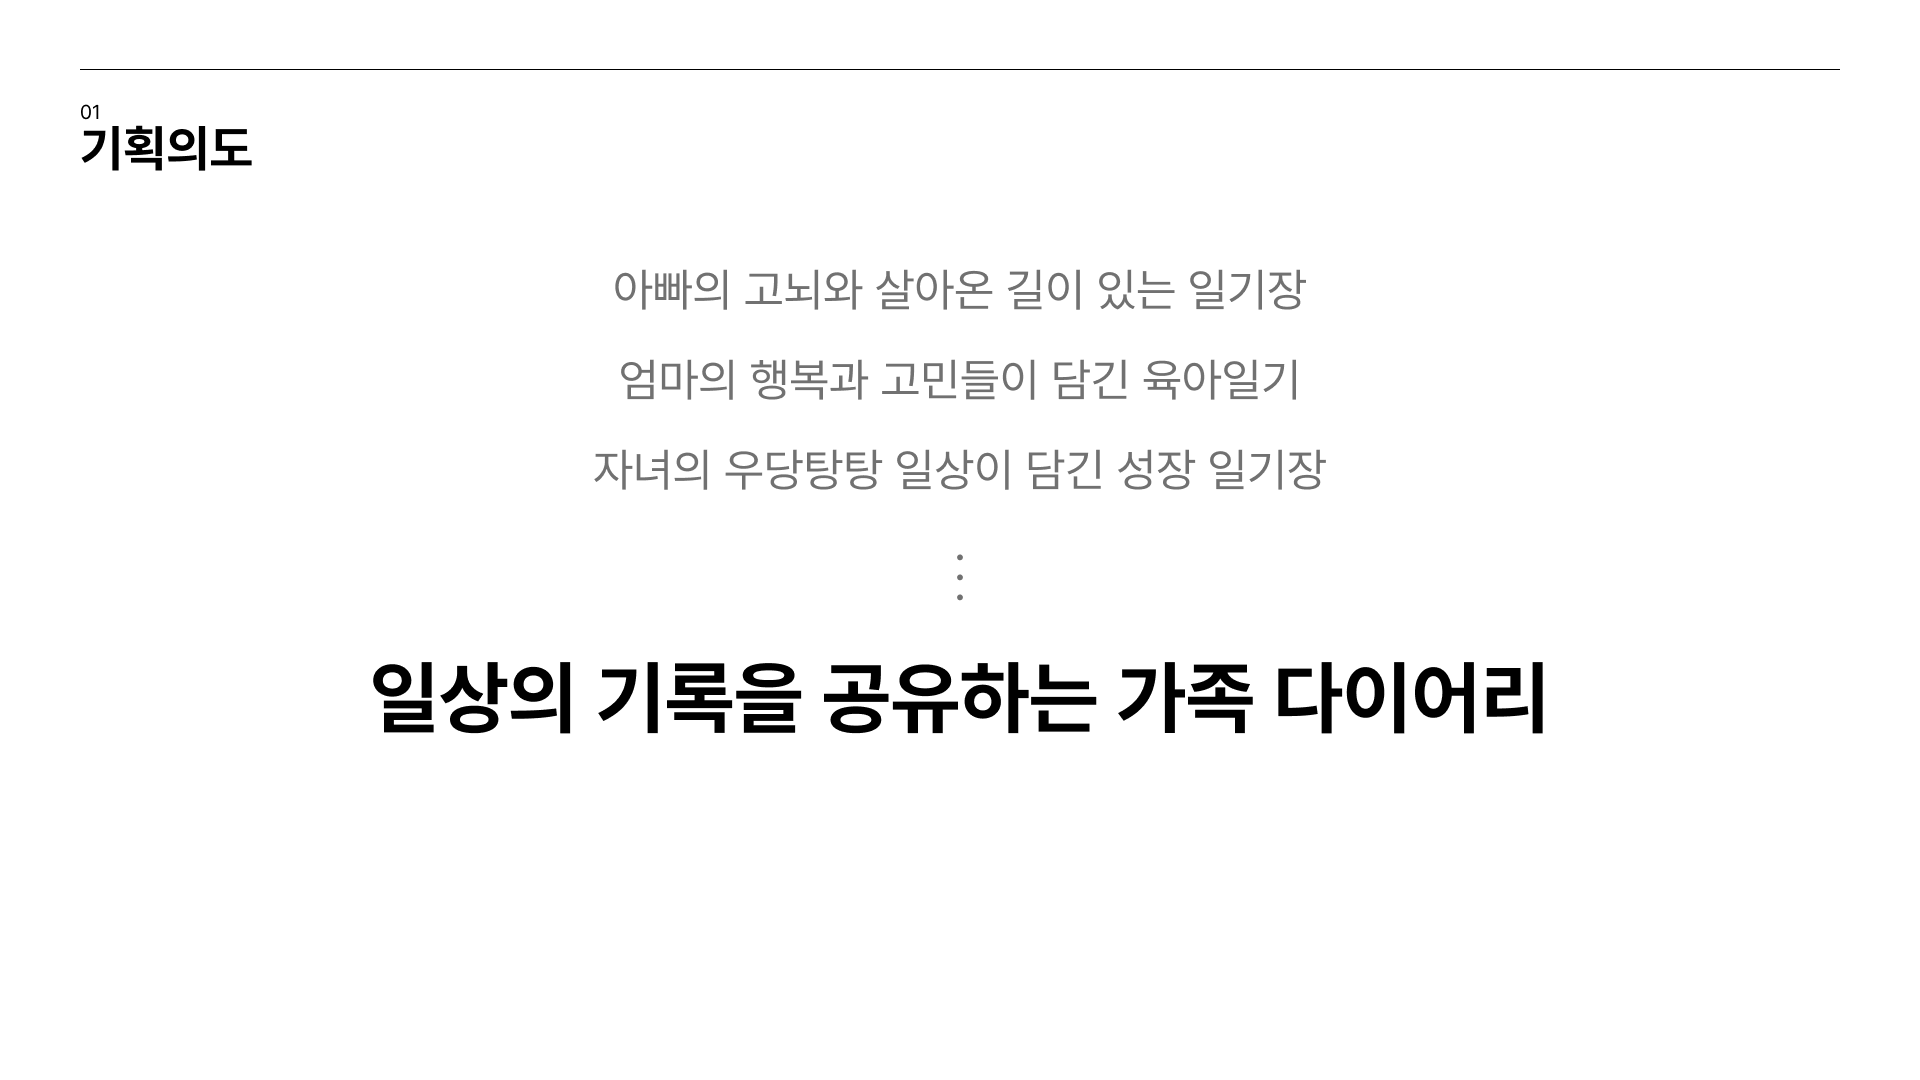 01
기획의도
아빠의 고뇌와 살아온 길이 있는 일기장
엄마의 행복과 고민들이 담긴 육아일기
자녀의 우당탕탕 일상이 담긴 성장 일기장
⋮
일상의 기록을 공유하는 가족 다이어리